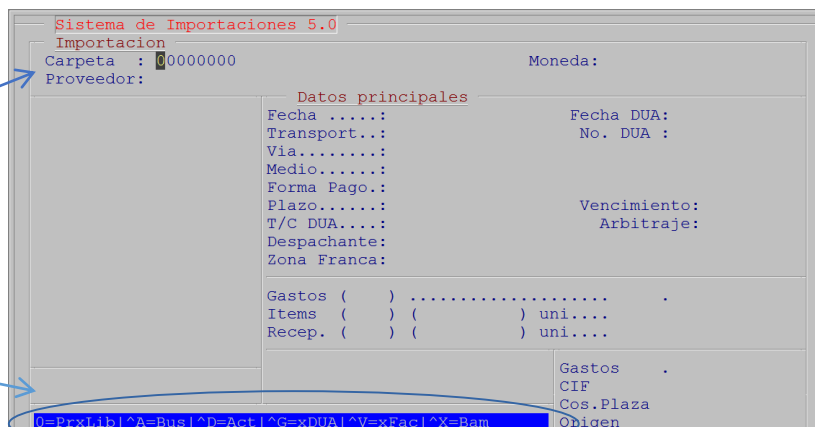 Sistema de Importaciones 5.0
Importacion
Carpeta  : 00000000 Moneda:
Proveedor:
Datos principales
Fecha .....: Fecha DUA:
Transport..: No. DUA :
Via........:
Medio......:
Forma Pago.:
Plazo......: Vencimiento:
T/C DUA....: Arbitraje:
Despachante:
Zona Franca:
Gastos (    ) .................... .
Items  (    ) (          ) uni....
Recep. (    ) (          ) uni....
Gastos    .
CIF
Cos.Plaza
0=PrxLib|^A=Bus|^D=Act|^G=xDUA|^V=xFac|^X=Bam Origen